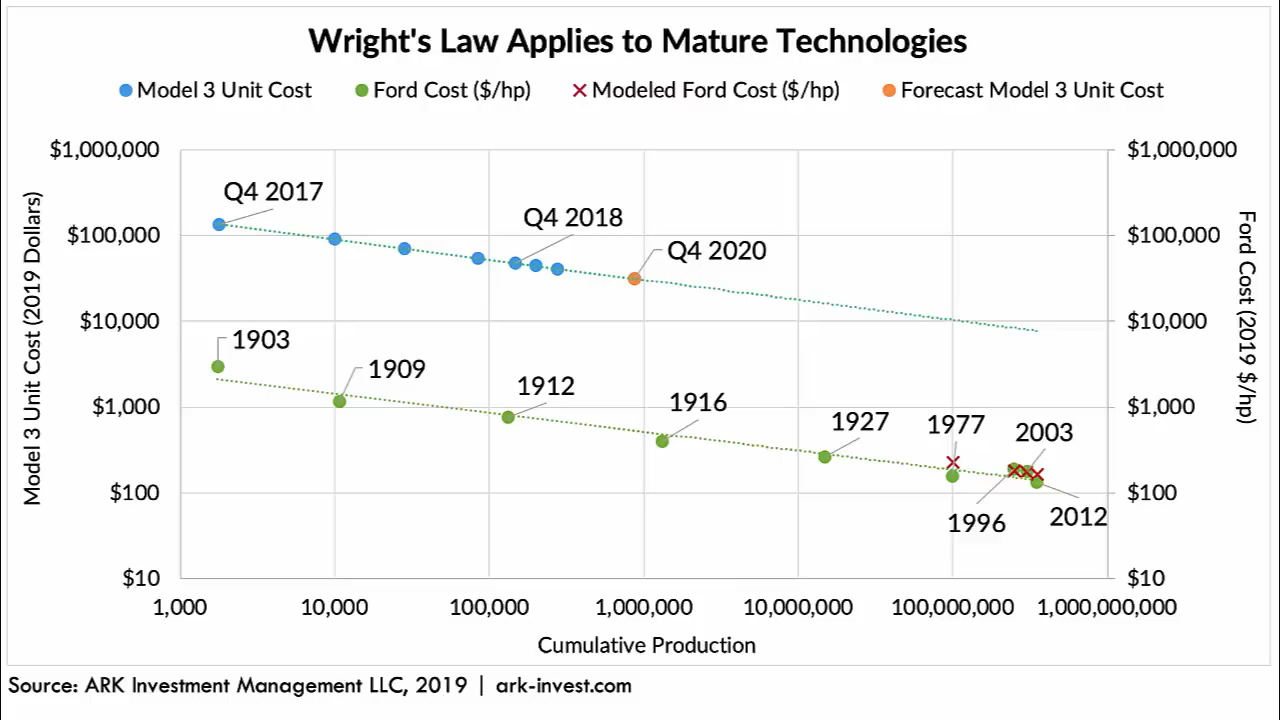 Wright's Law Applies to Mature Technologies
Model 3 Unit Cost Ford Cost ($/hp) Modeled Ford Cost ($/hp) Forecast Model 3 Unit Cost
Model 3 Unit Cost (2019 Dollars)
$1,000,000
$100,000
$10,000
$1,000
$100
$10
Q4 2017
Q4 2018
Q4 2020
1903
1909
1912
1916
1927
1977
2003
1996
2012
$1,000,000
$100,000
$10,000
$1,000
$100
$10
Ford Cost (2019 $/hp)
1,000 10,000 100,000 1,000,000 10,000,000 100,000,000 1,000,000,000
Cumulative Production
Source: ARK Investment Management LLC, 2019 | ark-invest.com